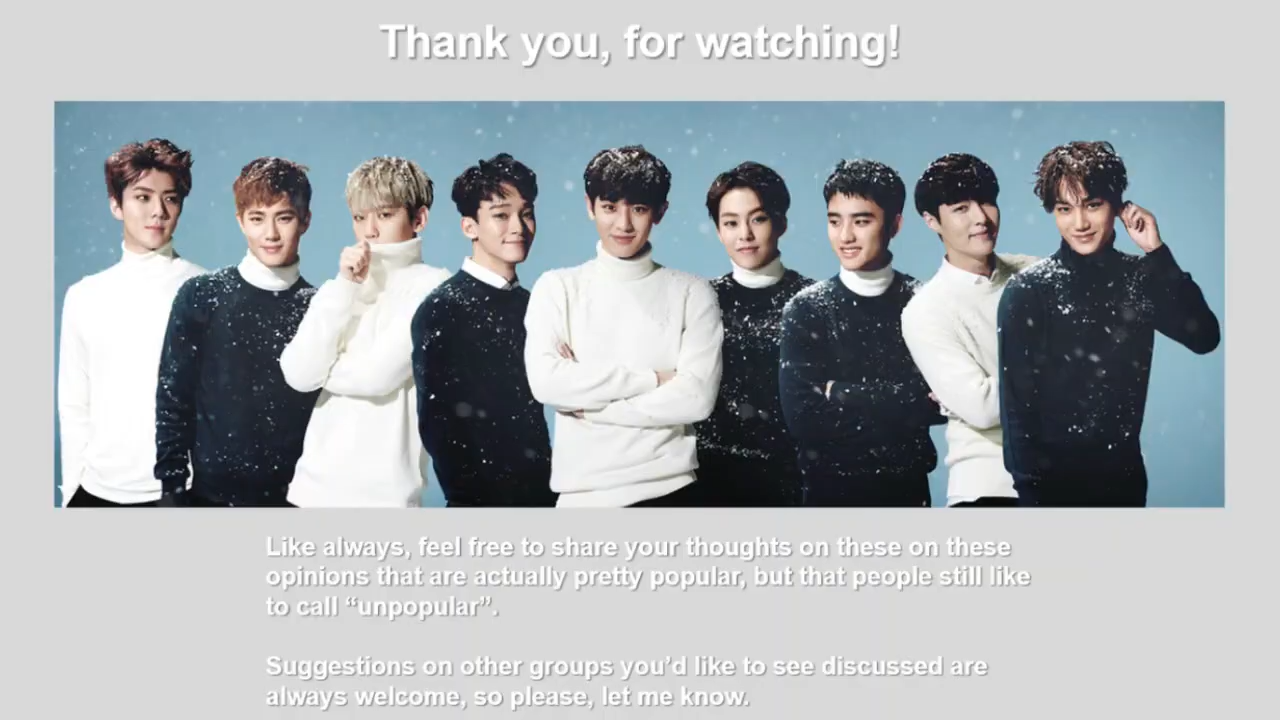 Thank you, for watching!
Like always, feel free to share your thoughts on these on these
opinions that are actually pretty popular, but that people still like
to call “unpopular”.
Suggestions on other groups you’d like to see discussed are
always welcome, so please, let me know.